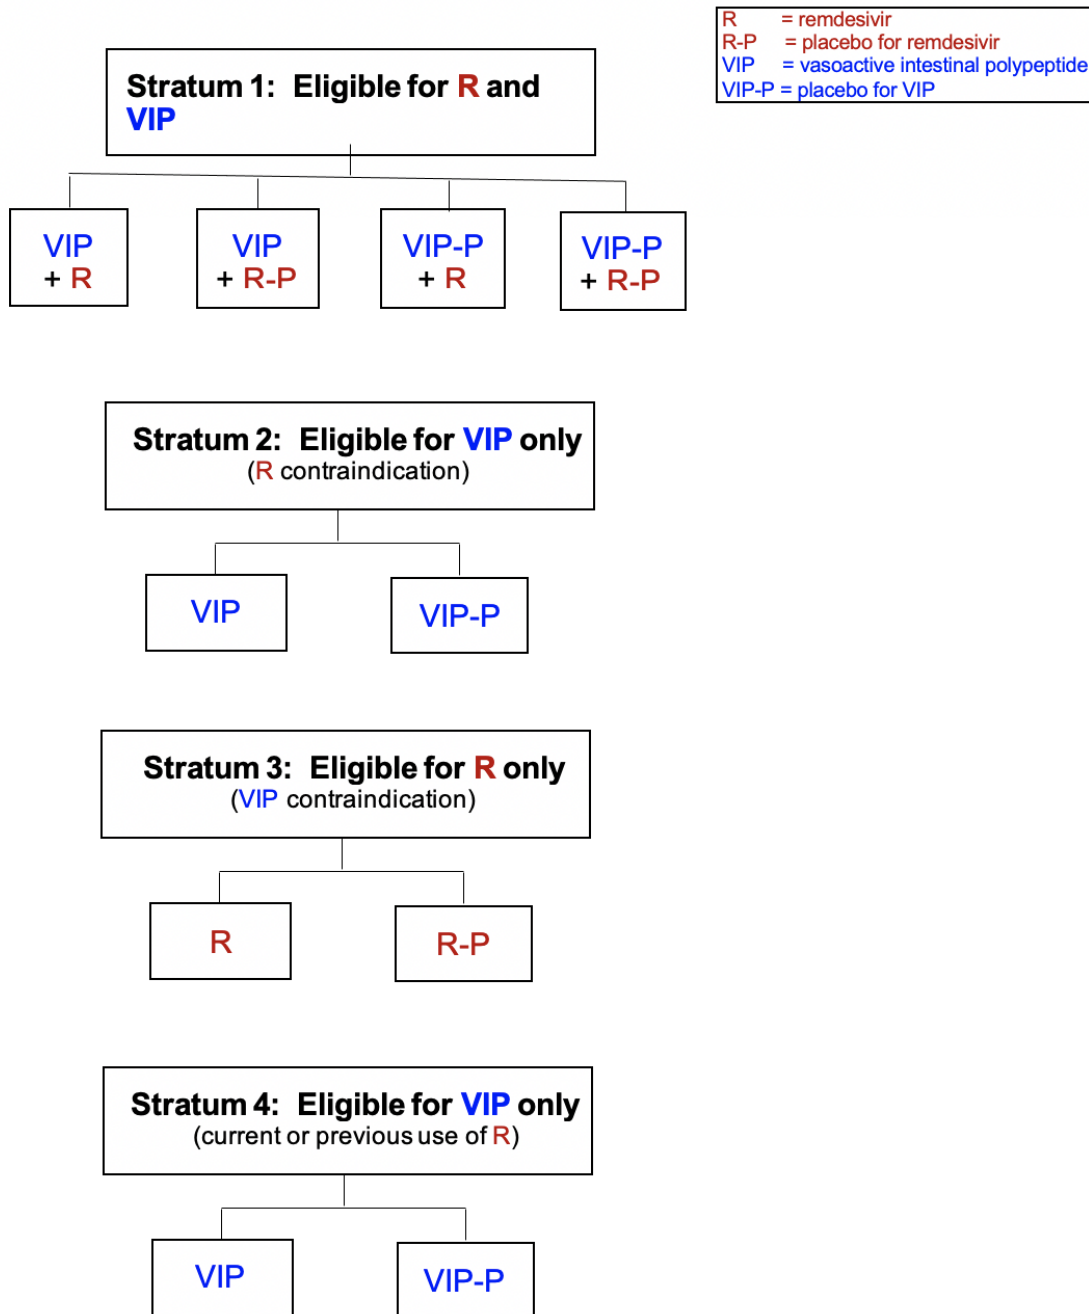 R = remdesivir
R-P = placebo for remdesivir
VIP = vasoactive intestinal polypeptide
VIP-P = placebo for VIP
Stratum 1: Eligible for R and
VIP
VIP
+ R
VIP
+ R-P
VIP-P
+ R
VIP-P
+ R-P
Stratum 2: Eligible for VIP only
(R contraindication)
VIP
VIP-P
Stratum 3: Eligible for R only
(VIP contraindication)
R
R-P
Stratum 4: Eligible for VIP only
(current or previous use of R)
VIP
VIP-P